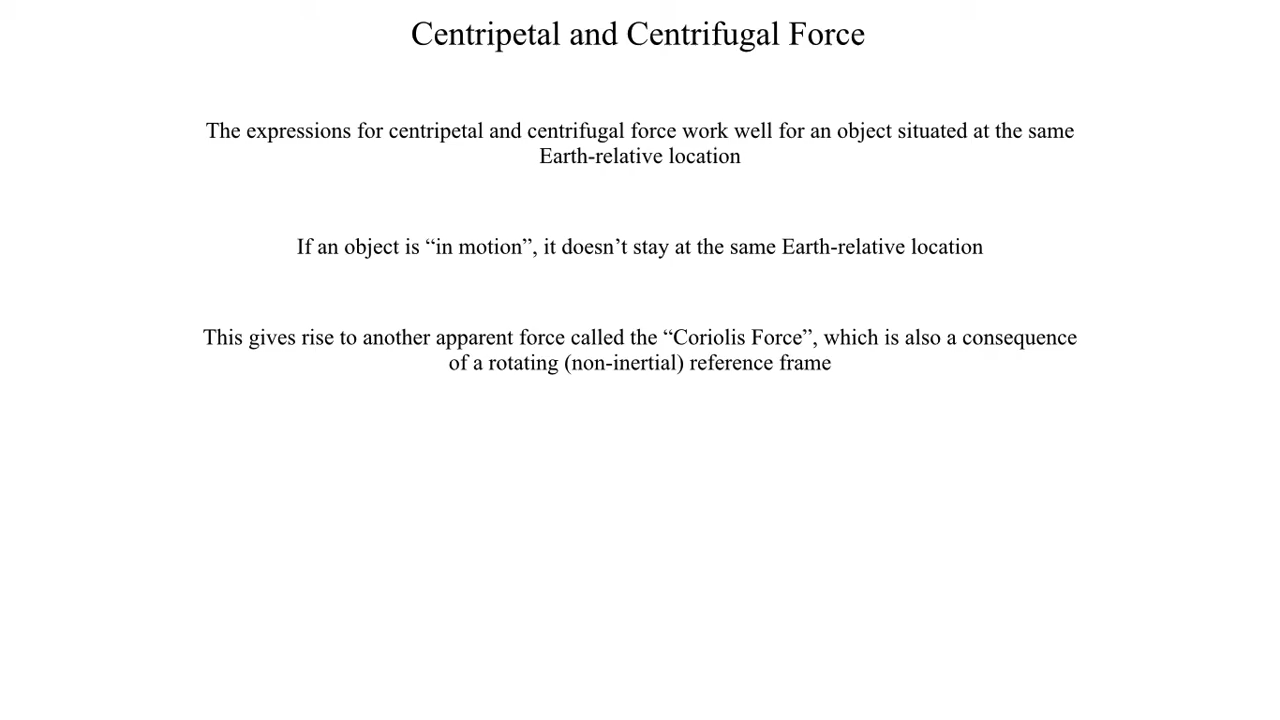 Centripetal and Centrifugal Force
The expressions for centripetal and centrifugal force work well for an object situated at the same
Earth-relative location
If an object is “in motion”, it doesn’t stay at the same Earth-relative location
This gives rise to another apparent force called the “Coriolis Force”, which is also a consequence
of a rotating (non-inertial) reference frame